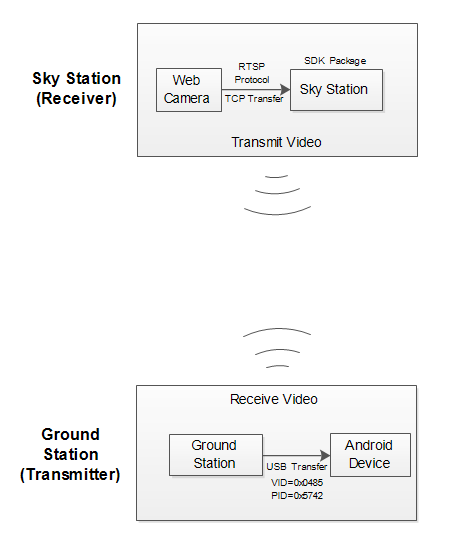 Sky Station
(Receiver)
Web
Camera
RTSP
Protocol
TCP Transfer
SDK Package
Sky Station
Transmit Video
Receive Video
Ground
Station
(Transmitter)
Ground
Station
USB Transfer
VID=0x0485
PID=0x5742
Android
Device